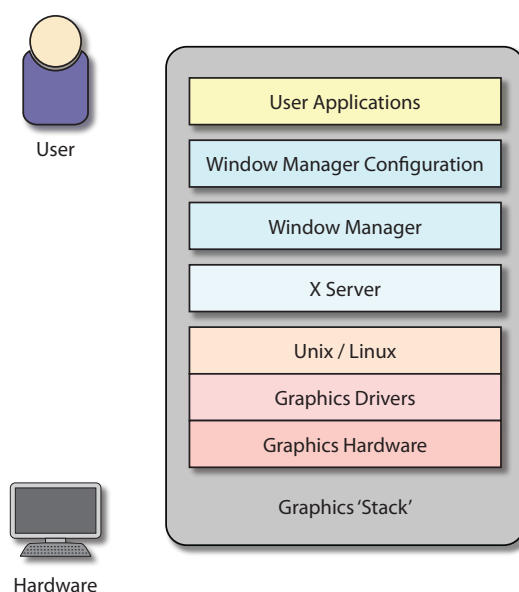 User
User Applications
Window Manager Configuration
Window Manager
X Server
Unix / Linux
Graphics Drivers
Graphics Hardware
Graphics ‘Stack’
Hardware